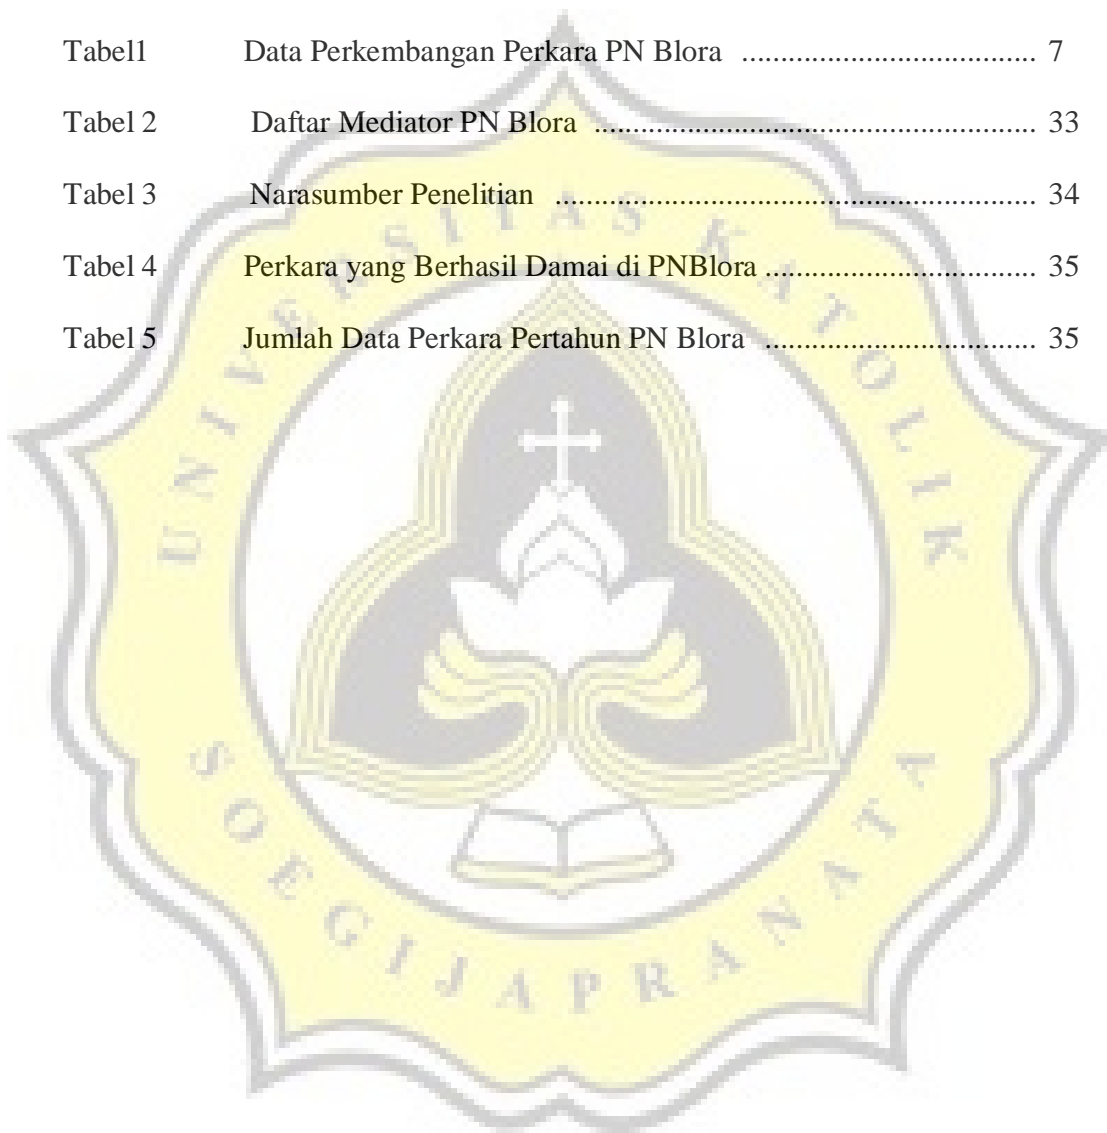 Tabel1 Data Perkembangan Perkara PN Blora ...................................... 7
Tabel 2 Daftar Mediator PN Blora ......................................................... 33
Tabel 3 Narasumber Penelitian .............................................................. 34
Tabel 4 Perkara yang Berhasil Damai di PNBlora ................................... 35
Tabel 5 Jumlah Data Perkara Pertahun PN Blora ................................... 35
UNIVERSITAS KATOLIK
SOEGIJAPRANATA